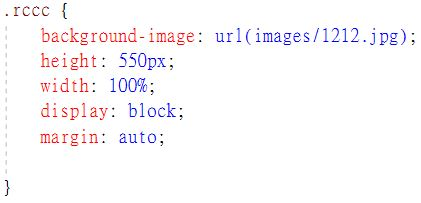 .rccc {
background-image: url(images/1212.jpg);
height: 550px;
width: 100%;
display: block;
margin: auto;
}